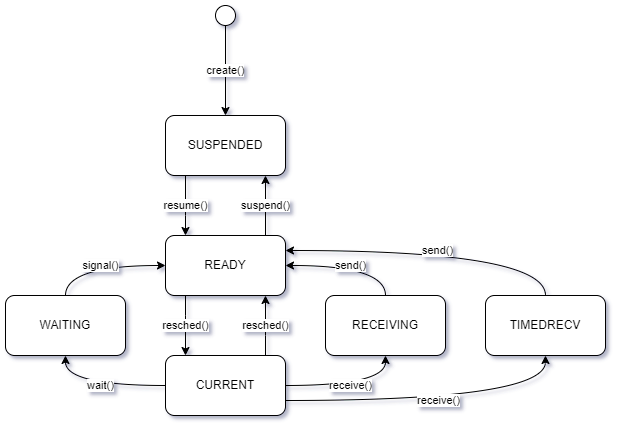 create()
SUSPENDED
resume()
suspend()
signal()
READY
send()
send()
WAITING
resched()
resched()
RECEIVING
TIMEDRECV
wait()
CURRENT
receive()
receive()